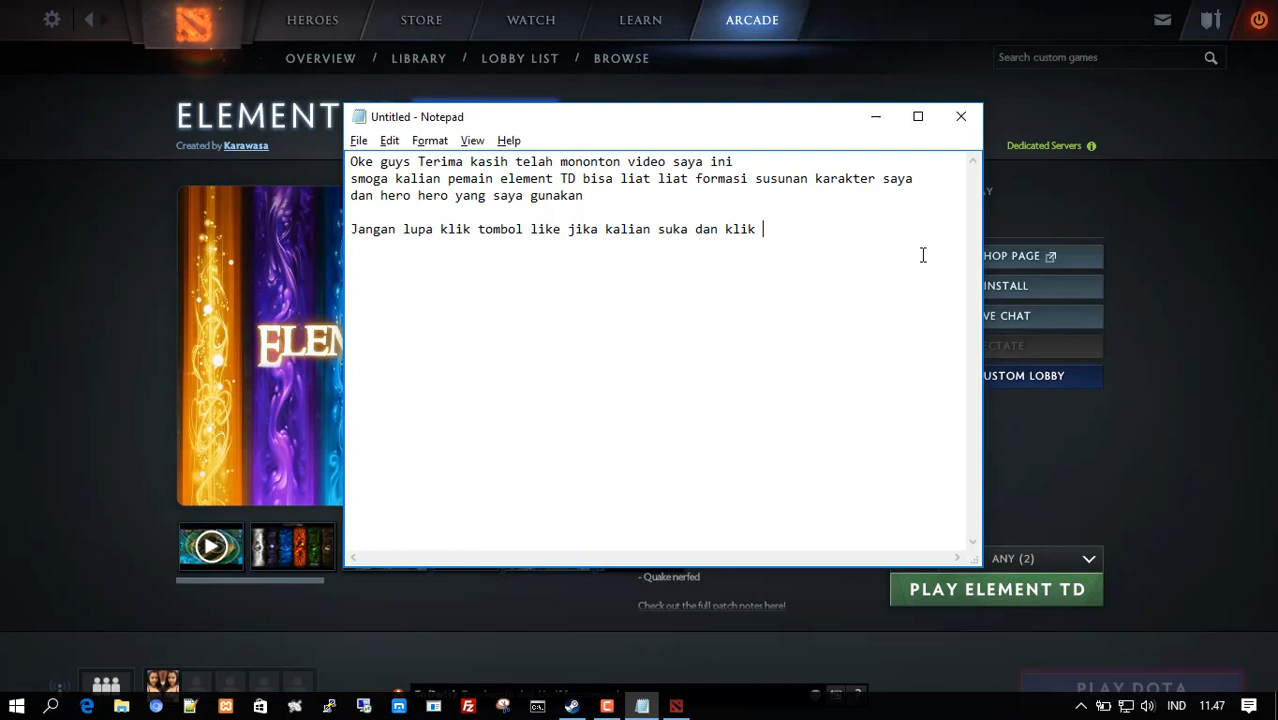 HEROES
STORE
WATCH
LEARN
ARCADE
OVERVIEW / LIBRARY / LOBBY LIST / BROWSE
Search custom games
ELEMENT
Created by Karawasa
Dedicated Servers
Untitled - Notepad
File Edit Format View Help
Oke guys Terima kasih telah mononton video saya ini
smoga kalian pemain element TD bisa liat liat formasi susunan karakter saya
dan hero hero yang saya gunakan
Jangan lupa klik tombol like jika kalian suka dan klik
HOP PAGE
INSTALL
VE CHAT
ECTATE
USTOM LOBBY
ELEM
ANY (2)
- Quake nerfed
PLAY ELEMENT TD
Check out the full patch notes here!
PLAY DOTA
IND
11.47